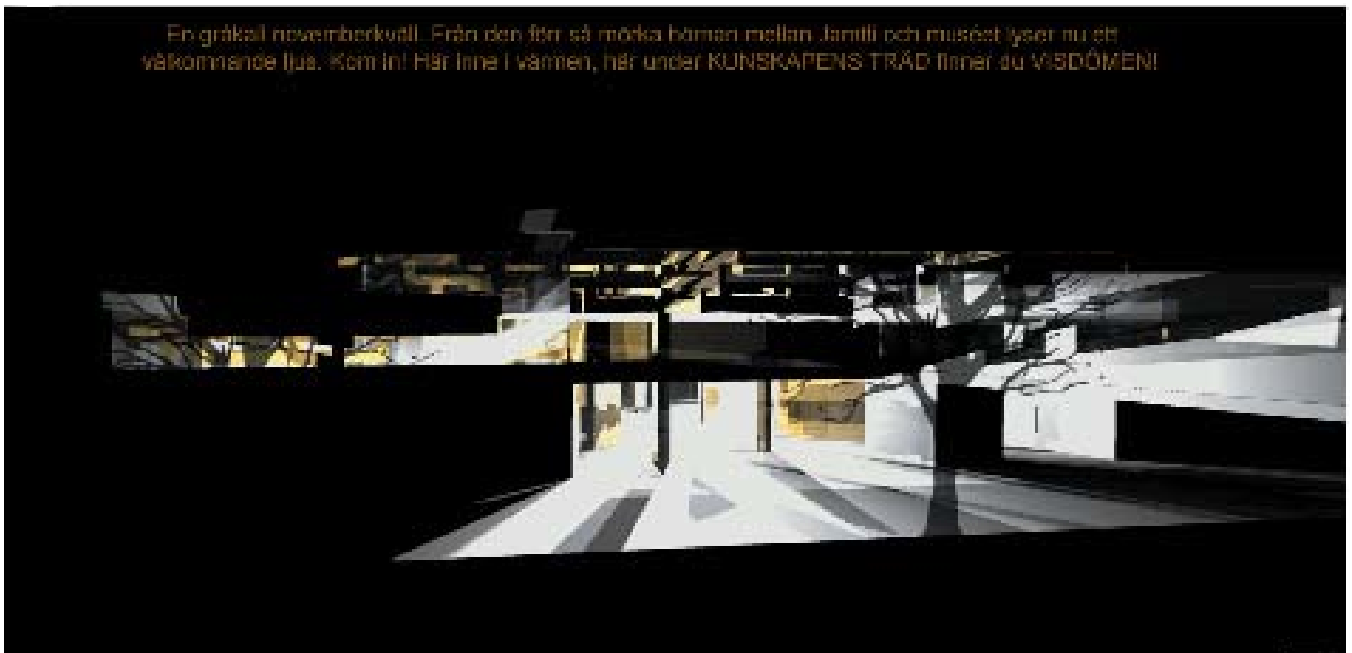 En gråkall novemberkväll. Från den förr så mörka hörnan mellan Jamtli och muséet lyser nu ett
välkomnande ljus. Kom in! Här inne i värmen, här under KUNSKAPENS TRÄD finner du VISDOMEN!